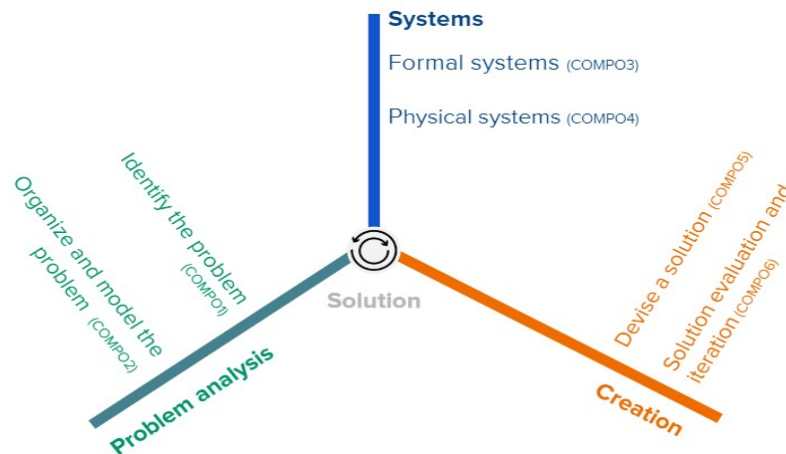 Systems
Formal systems (COMPO3)
Physical systems (COMPO4)
Identify the problem
(COMPO1)
Organize and model the
problem (COMPO2)
Problem analysis
Solution
Devise a solution (COMPO5)
Solution evaluation and
iteration (COMPO6)
Creation